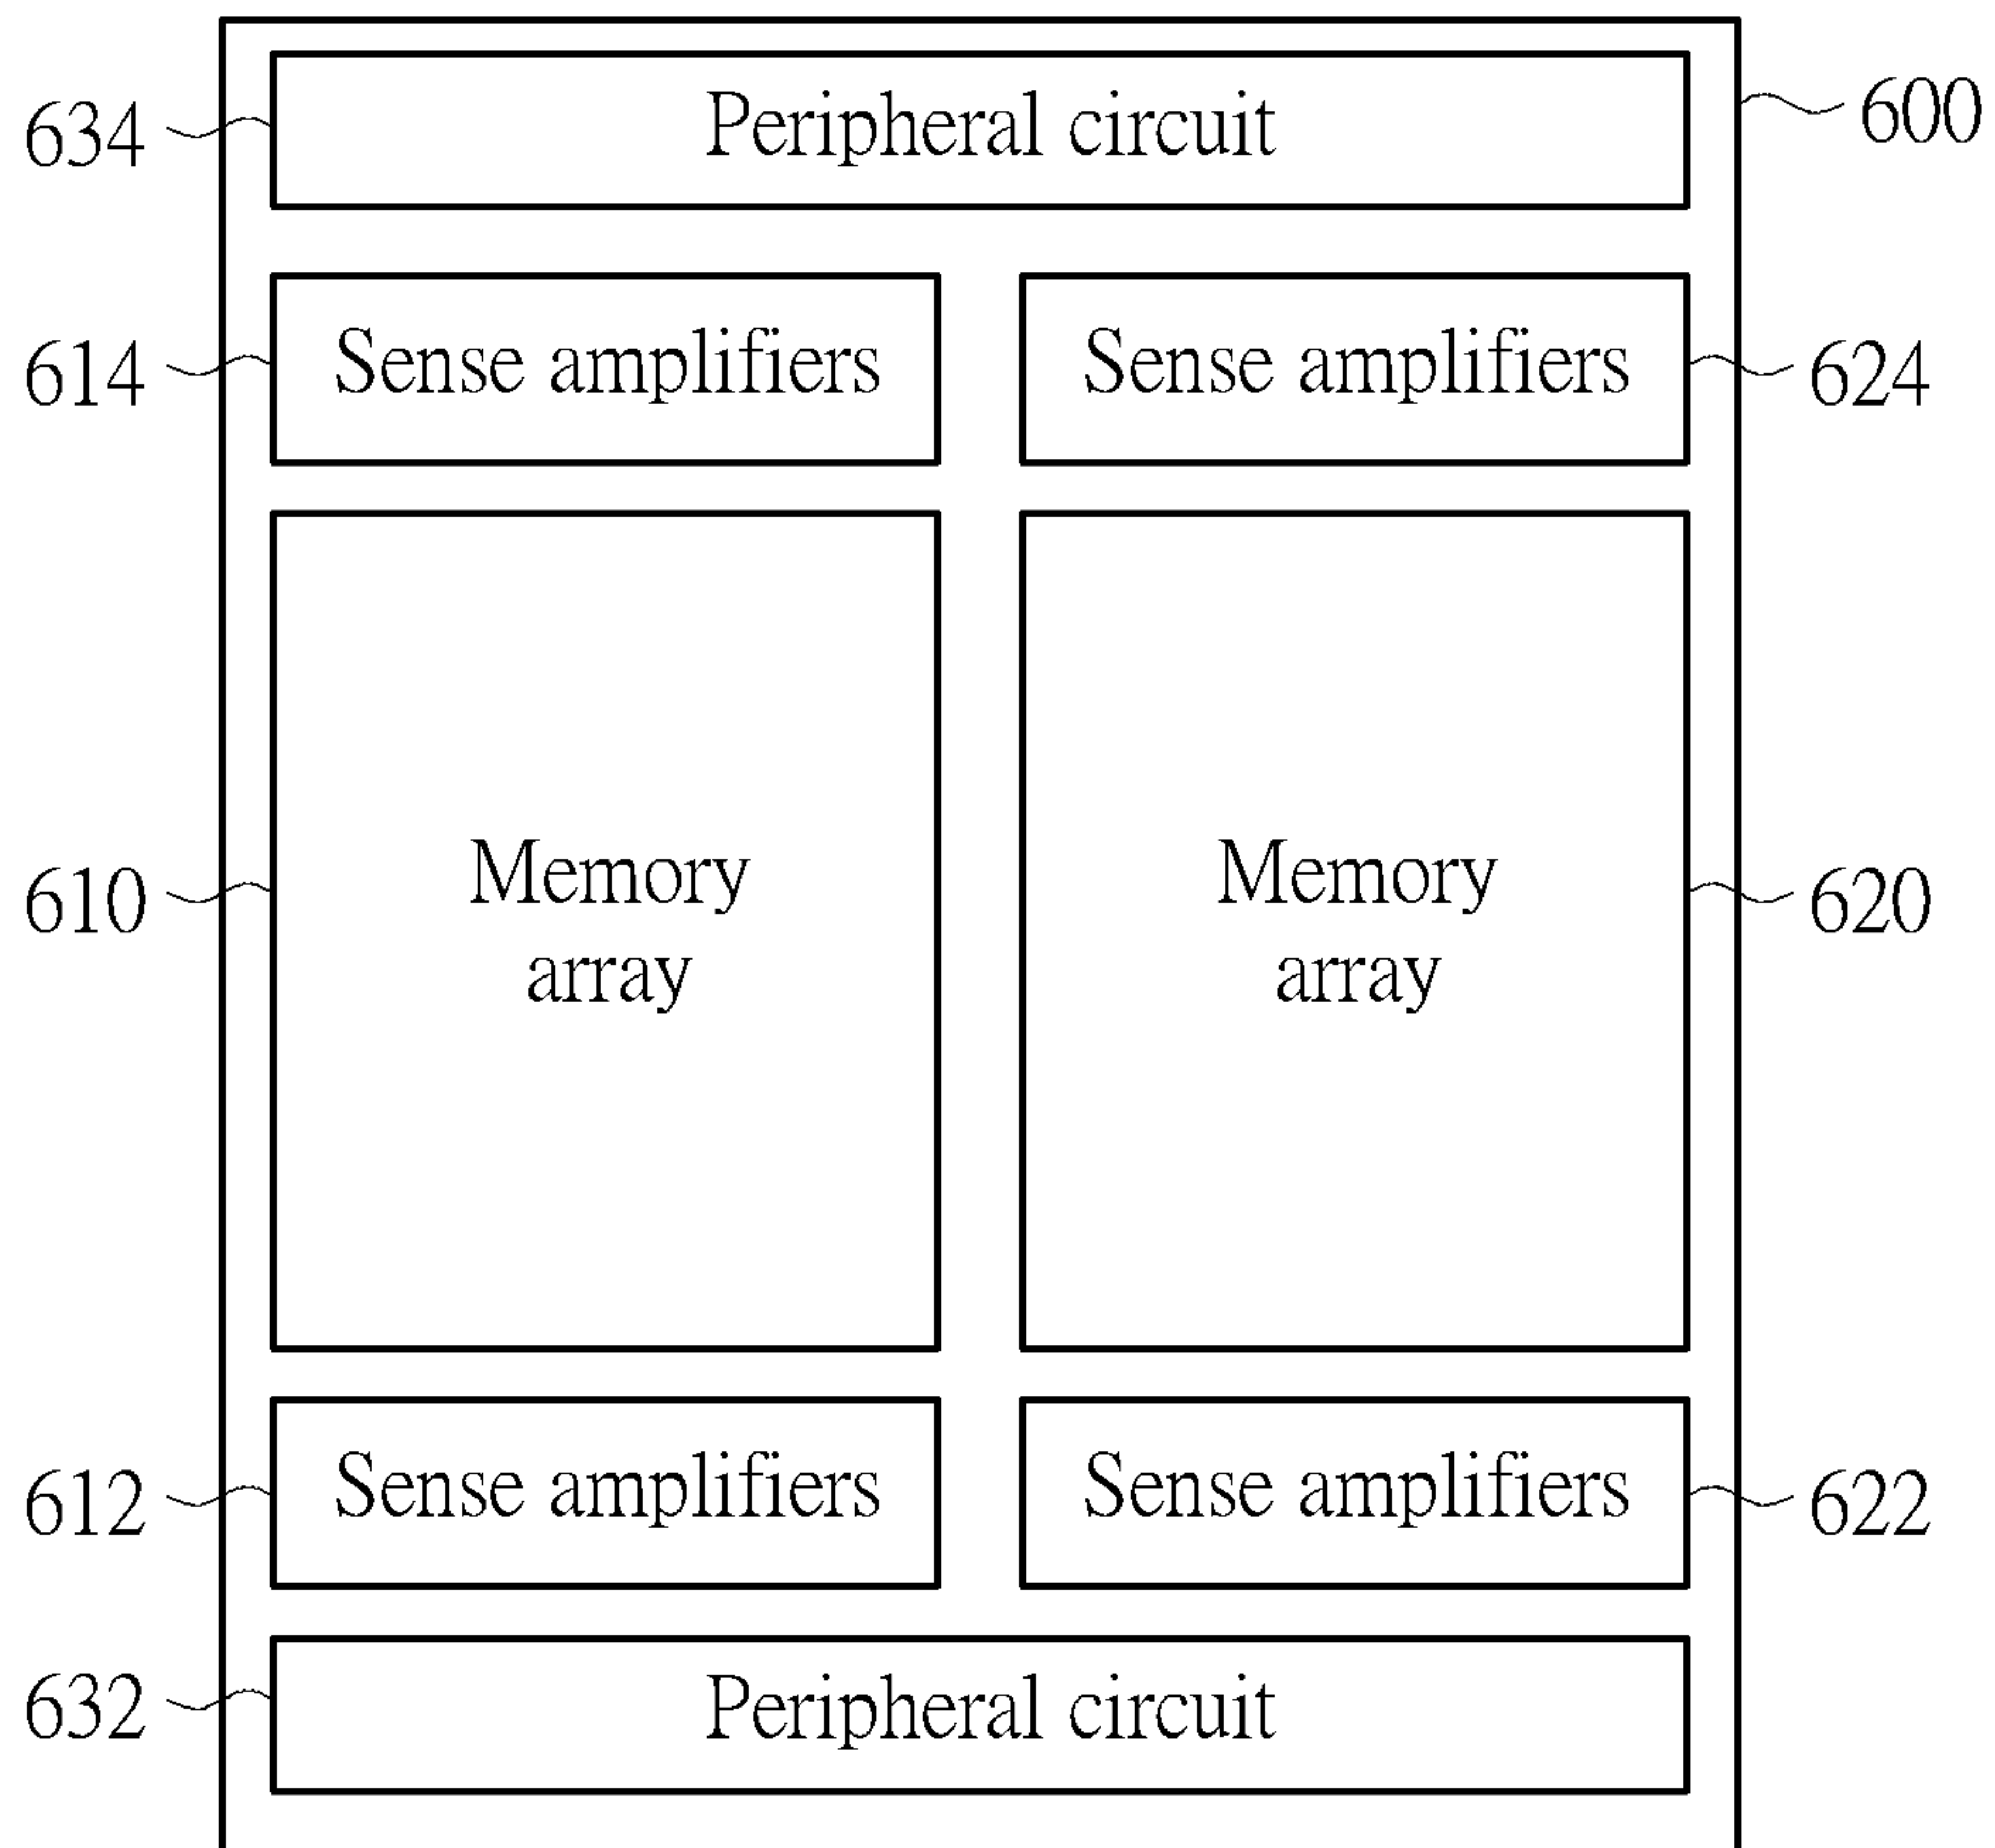 634
Peripheral circuit
600
614
Sense amplifiers
Sense amplifiers
624
610
Memory
array
Memory
array
620
612
Sense amplifiers
Sense amplifiers
622
632
Peripheral circuit